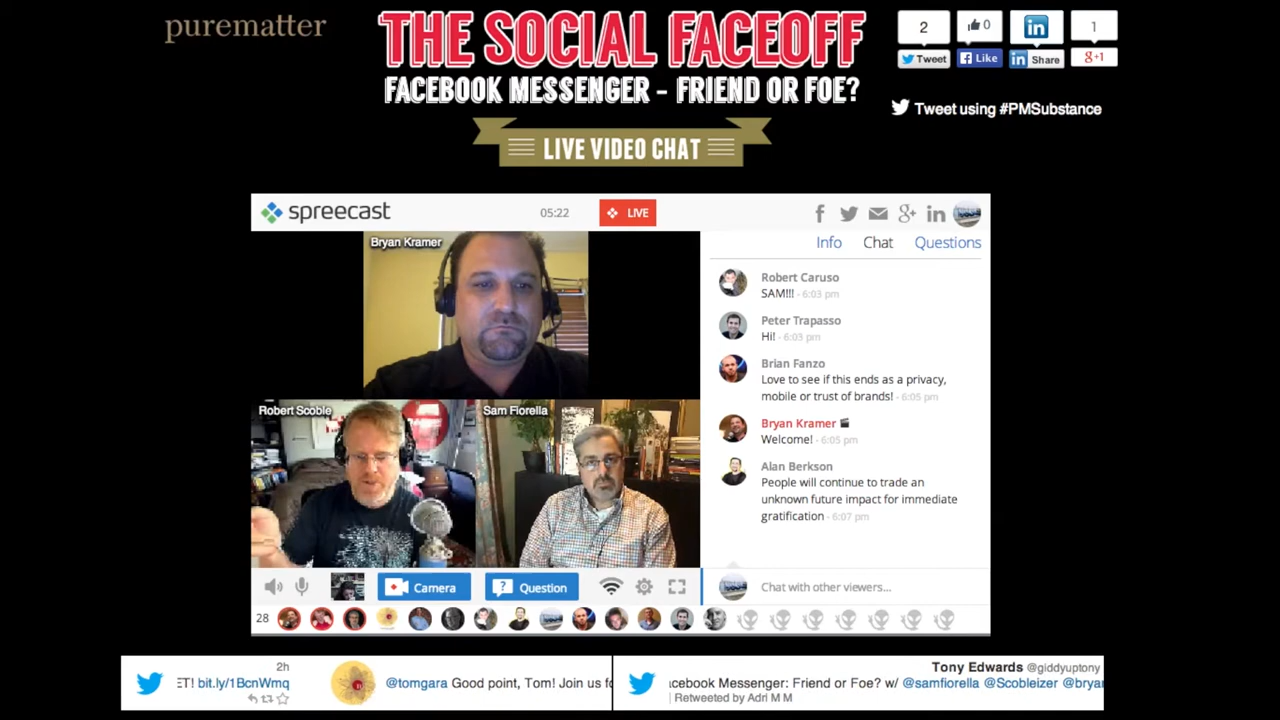 purematter
THE SOCIAL FACEOFF
FACEBOOK MESSENGER - FRIEND OR FOE?
LIVE VIDEO CHAT
2
0
1
Tweet
Like
Share
+1
Tweet using #PMSubstance
spreecast
05:22
LIVE
Info Chat Questions
Bryan Kramer
Robert Scoble
Sam Fiorella
Robert Caruso
SAM!!! - 6:03 pm
Peter Trapasso
Hi! - 6:03 pm
Brian Fanzo
Love to see if this ends as a privacy,
mobile or trust of brands! - 6:05 pm
Bryan Kramer
Welcome! - 6:05 pm
Alan Berkson
People will continue to trade an
unknown future impact for immediate
gratification - 6:07 pm
Camera
Question
Chat with other viewers...
28
2h
ET! bit.ly/1BcnWmq
@tomgara Good point, Tom! Join us fo
Tony Edwards @giddyuptony
acebook Messenger: Friend or Foe? w/ @samfiorella @Scobleizer @bryan
Retweeted by Adri M M